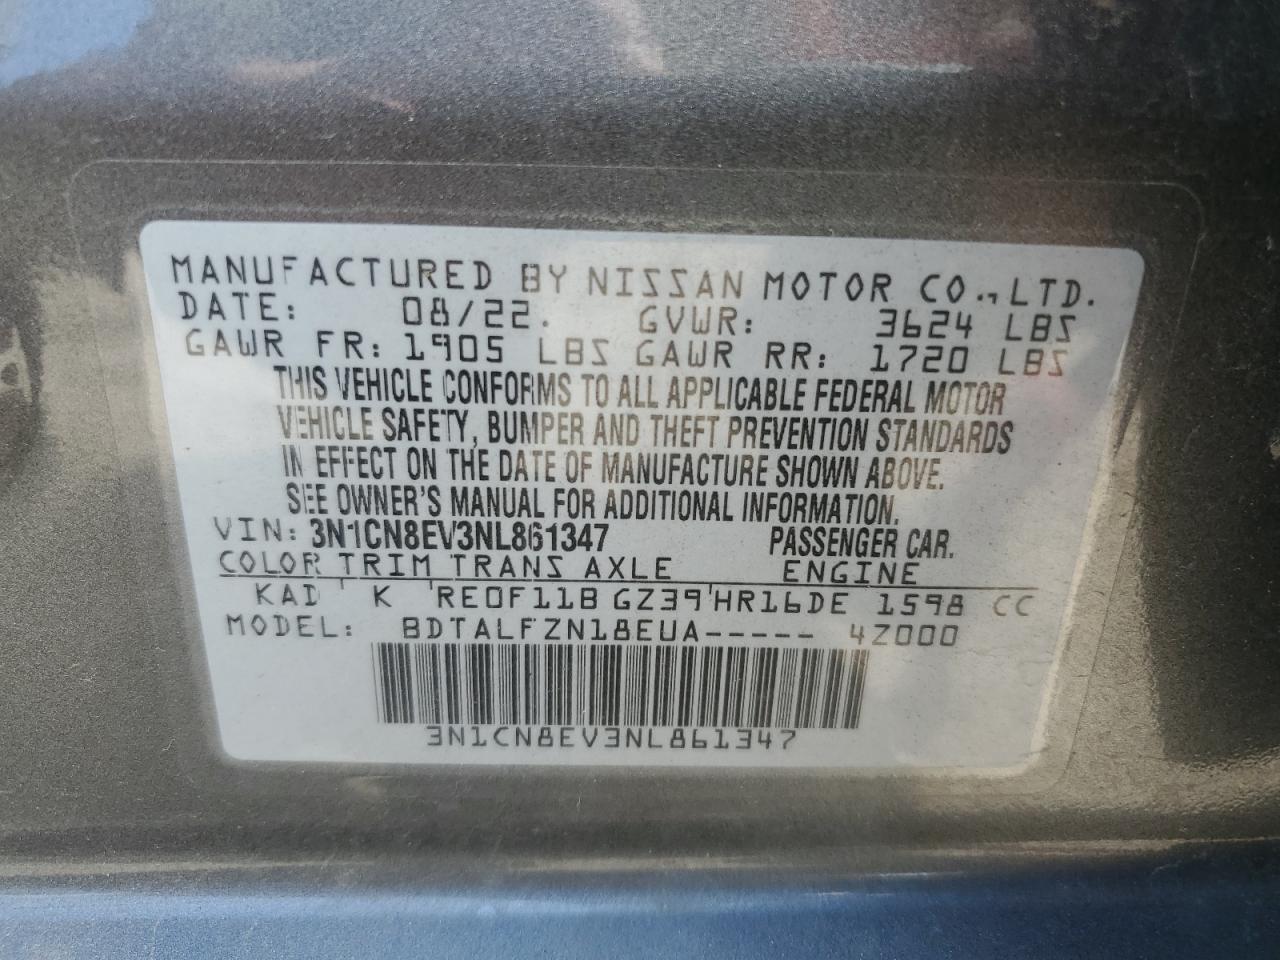 MANUFACTURED BY NISSAN MOTOR CO., LTD.
DATE: 08/22. GVWR: 3624 LBS
GAWR FR: 1905 LBS GAWR RR: 1720 LBS
THIS VEHICLE CONFORMS TO ALL APPLICABLE FEDERAL MOTOR
VEHICLE SAFETY, BUMPER AND THEFT PREVENTION STANDARDS
IN EFFECT ON THE DATE OF MANUFACTURE SHOWN ABOVE.
SEE OWNER'S MANUAL FOR ADDITIONAL INFORMATION.
VIN: 3N1CN8EV3NL861347 PASSENGER CAR.
COLOR TRIM TRANS AXLE ENGINE
KAD K RE0F11B GZ39 HR16DE 1598 CC
MODEL: BDTALFZN18EUA----- 4Z000
3N1CN8EV3NL861347